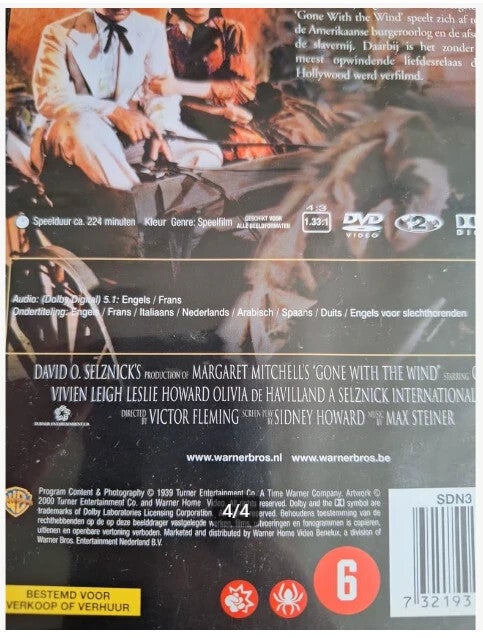 'Gone With the Wind' speelt zich af t
de Amerikaanse burgeroorlog en de afsc
de slavernij. Daarbij is het zonder
meest opwindende liefdesrelaas d
Hollywood werd verfilmd.
Speelduur ca. 224 minuten Kleur Genre: Speelfilm GESCHIKT VOOR ALLE BEELDFORMATEN 4:3 1.33:1 DVD VIDEO 2
Audio: (Dolby Digital) 5.1: Engels / Frans
Ondertiteling: Engels / Frans / Italiaans / Nederlands / Arabisch / Spaans / Duits / Engels voor slechthorenden
DAVID O. SELZNICK'S PRODUCTION OF MARGARET MITCHELL'S "GONE WITH THE WIND" STARRING
VIVIEN LEIGH LESLIE HOWARD OLIVIA DE HAVILLAND A SELZNICK INTERNATIONAL
DIRECTED BY VICTOR FLEMING SCREEN PLAY BY SIDNEY HOWARD MUSIC BY MAX STEINER
www.warnerbros.nl www.warnerbros.be
Program Content & Photography © 1939 Turner Entertainment Co. A Time Warner Company. Artwork ©
2000 Turner Entertainment Co. and Warner Home Video. All rights reserved. Dolby and the symbol are
trademarks of Dolby Laboratories Licensing Corporation. reserved. Behoudens toestemming van de
rechthebbenden op de op deze beelddrager vastgelegde werken, films, uitvoeringen en fonogrammen is copiëren,
uitlenen en openbare vertoning verboden. Marketed and distributed by Warner Home Video Benelux, a division of
Warner Bros. Entertainment Nederland B.V.
4/4
WB
SDN3
BESTEMD VOOR
VERKOOP OF VERHUUR
6
7 32193